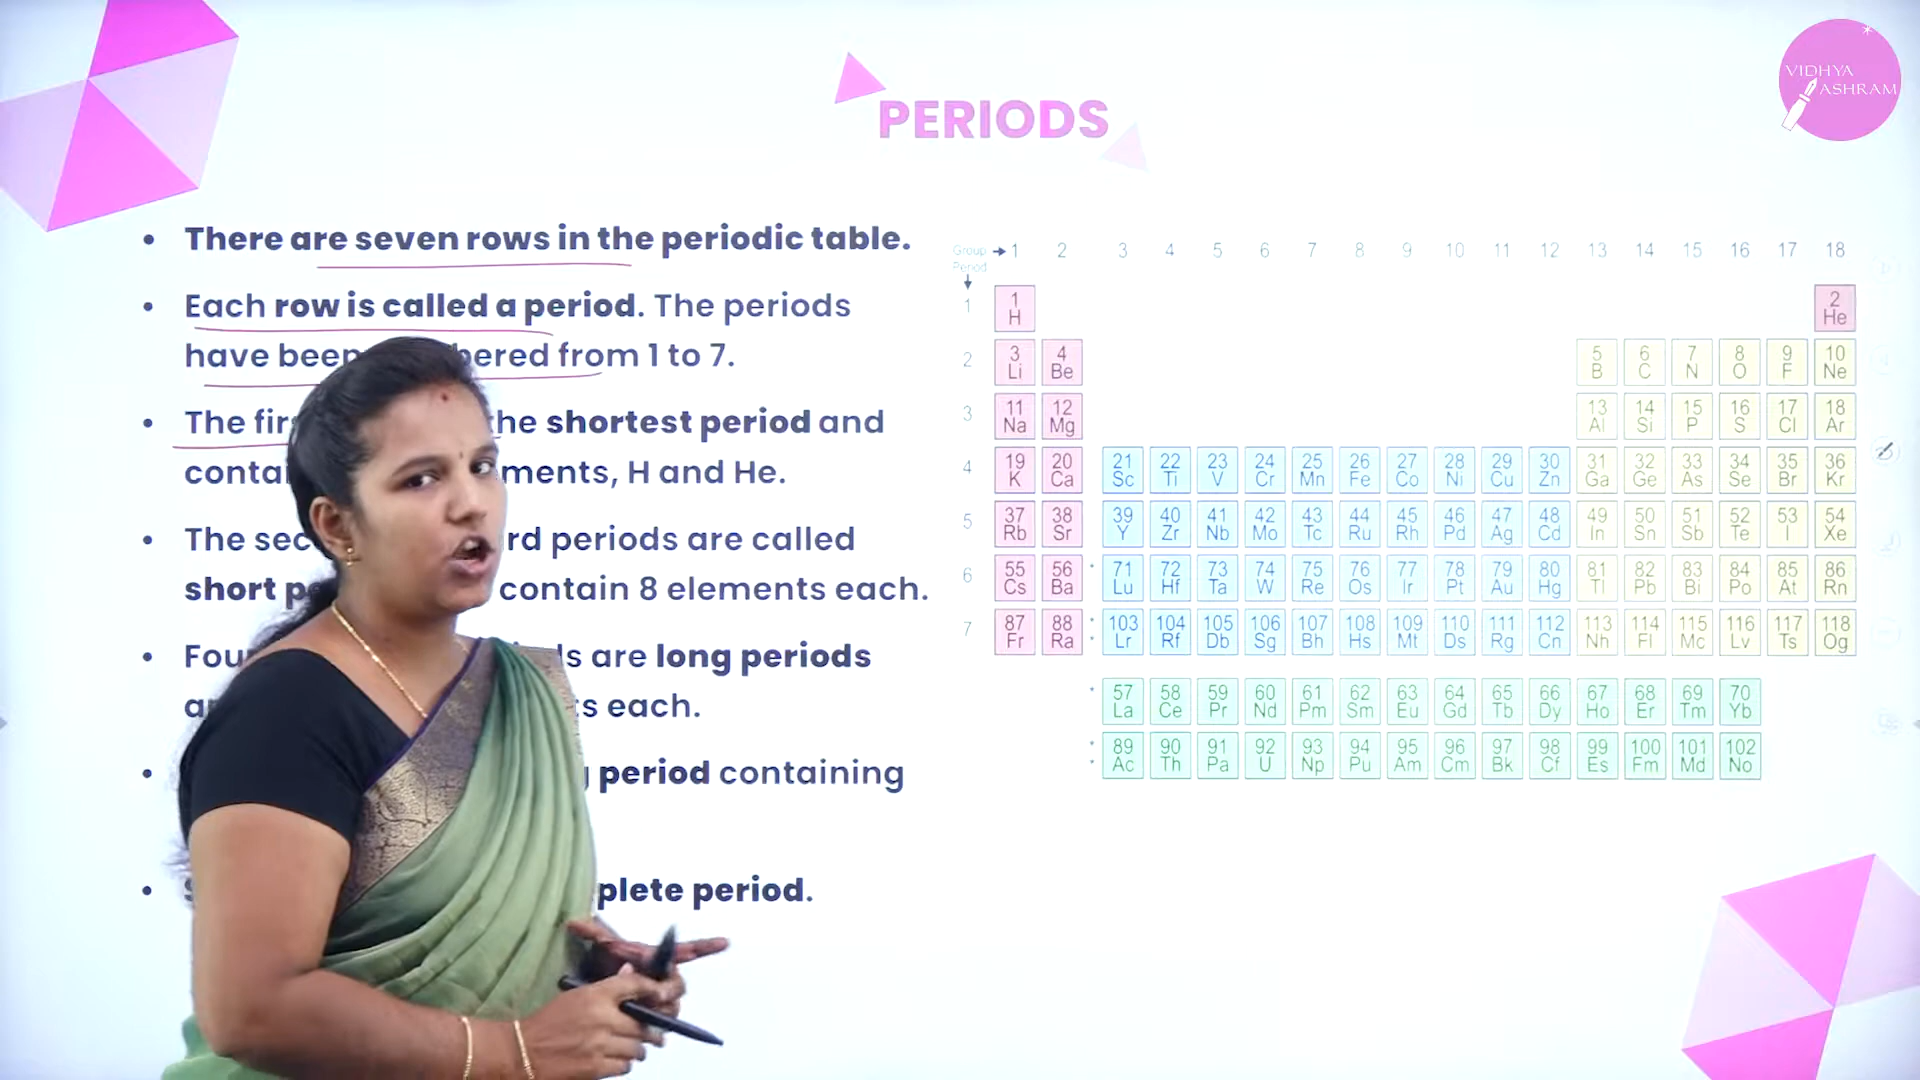 VIDHYA
ASHRAM
PERIODS
• There are seven rows in the periodic table.
• Each row is called a period. The periods
have been bered from 1 to 7.
• The fir he shortest period and
contai ments, H and He.
• The sec rd periods are called
short p contain 8 elements each.
• Fou ds are long periods
ar ts each.
• g period containing
• S plete period.
Group → 1 2 3 4 5 6 7 8 9 10 11 12 13 14 15 16 17 18
Period
1
1 2
H He
2
3 4 5 6 7 8 9 10
Li Be B C N O F Ne
3
11 12 13 14 15 16 17 18
Na Mg Al Si P S Cl Ar
4
19 20 21 22 23 24 25 26 27 28 29 30 31 32 33 34 35 36
K Ca Sc Ti V Cr Mn Fe Co Ni Cu Zn Ga Ge As Se Br Kr
5
37 38 39 40 41 42 43 44 45 46 47 48 49 50 51 52 53 54
Rb Sr Y Zr Nb Mo Tc Ru Rh Pd Ag Cd In Sn Sb Te I Xe
6
55 56 * 71 72 73 74 75 76 77 78 79 80 81 82 83 84 85 86
Cs Ba Lu Hf Ta W Re Os Ir Pt Au Hg Tl Pb Bi Po At Rn
7
87 88 * 103 104 105 106 107 108 109 110 111 112 113 114 115 116 117 118
Fr Ra * Lr Rf Db Sg Bh Hs Mt Ds Rg Cn Nh Fl Mc Lv Ts Og
* 57 58 59 60 61 62 63 64 65 66 67 68 69 70
La Ce Pr Nd Pm Sm Eu Gd Tb Dy Ho Er Tm Yb
* 89 90 91 92 93 94 95 96 97 98 99 100 101 102
* Ac Th Pa U Np Pu Am Cm Bk Cf Es Fm Md No